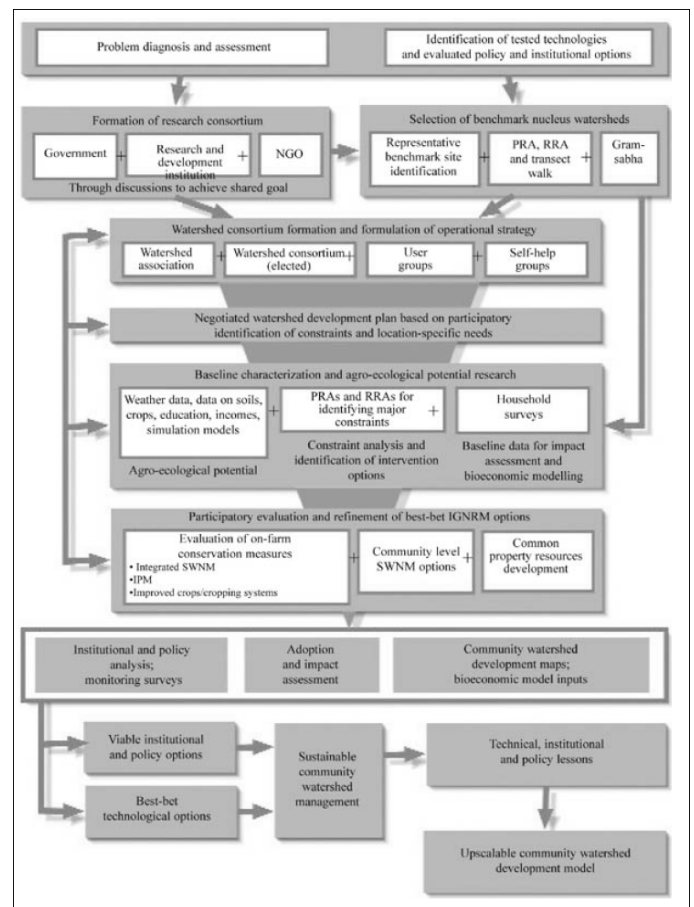 Problem diagnosis and assessment
Identification of tested technologies
and evaluated policy and institutional options
Formation of research consortium
Government
+
Research and
development
institution
+
NGO
Through discussions to achieve shared goal
Selection of benchmark nucleus watersheds
Representative
benchmark site
identification
+
PRA, RRA
and transect
walk
+
Gram-
sabha
Watershed consortium formation and formulation of operational strategy
Watershed
association
+
Watershed consortium
(elected)
+
User
groups
+
Self-help
groups
Negotiated watershed development plan based on participatory
identification of constraints and location-specific needs
Baseline characterization and agro-ecological potential research
Weather data, data on soils,
crops, education, incomes,
simulation models
+
PRAs and RRAs for
identifying major
constraints
+
Household
surveys
Agro-ecological potential
Constraint analysis and
identification of intervention
options
Baseline data for impact
assessment and
bioeconomic modelling
Participatory evaluation and refinement of best-bet IGNRM options
Evaluation of on-farm
conservation measures
• Integrated SWNM
•IPM
•Improved crops/cropping systems
+
Community level
SWNM options
+
Common
property resources
development
Institutional and policy
analysis;
monitoring surveys
Adoption
and impact
assessment
Community watershed
development maps;
bioeconomic model inputs
Viable institutional
and policy options
Best-bet
technological options
Sustainable
community
watershed
management
Technical, institutional
and policy lessons
Upscalable community watershed
development model